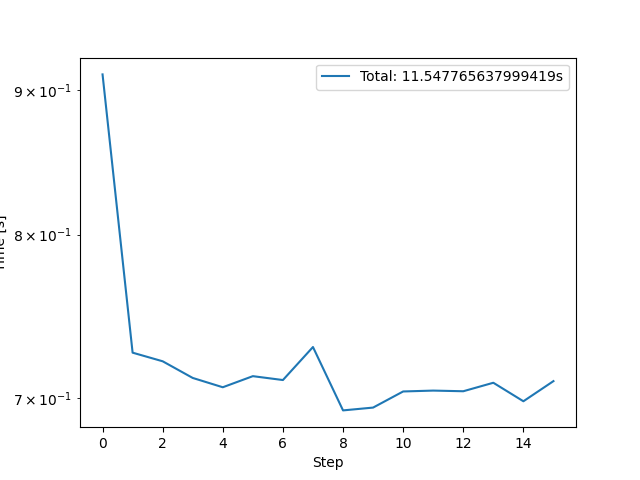 Total: 11.547765637999419s
9 × 10⁻¹
8 × 10⁻¹
7 × 10⁻¹
0 2 4 6 8 10 12 14
Step
[s]